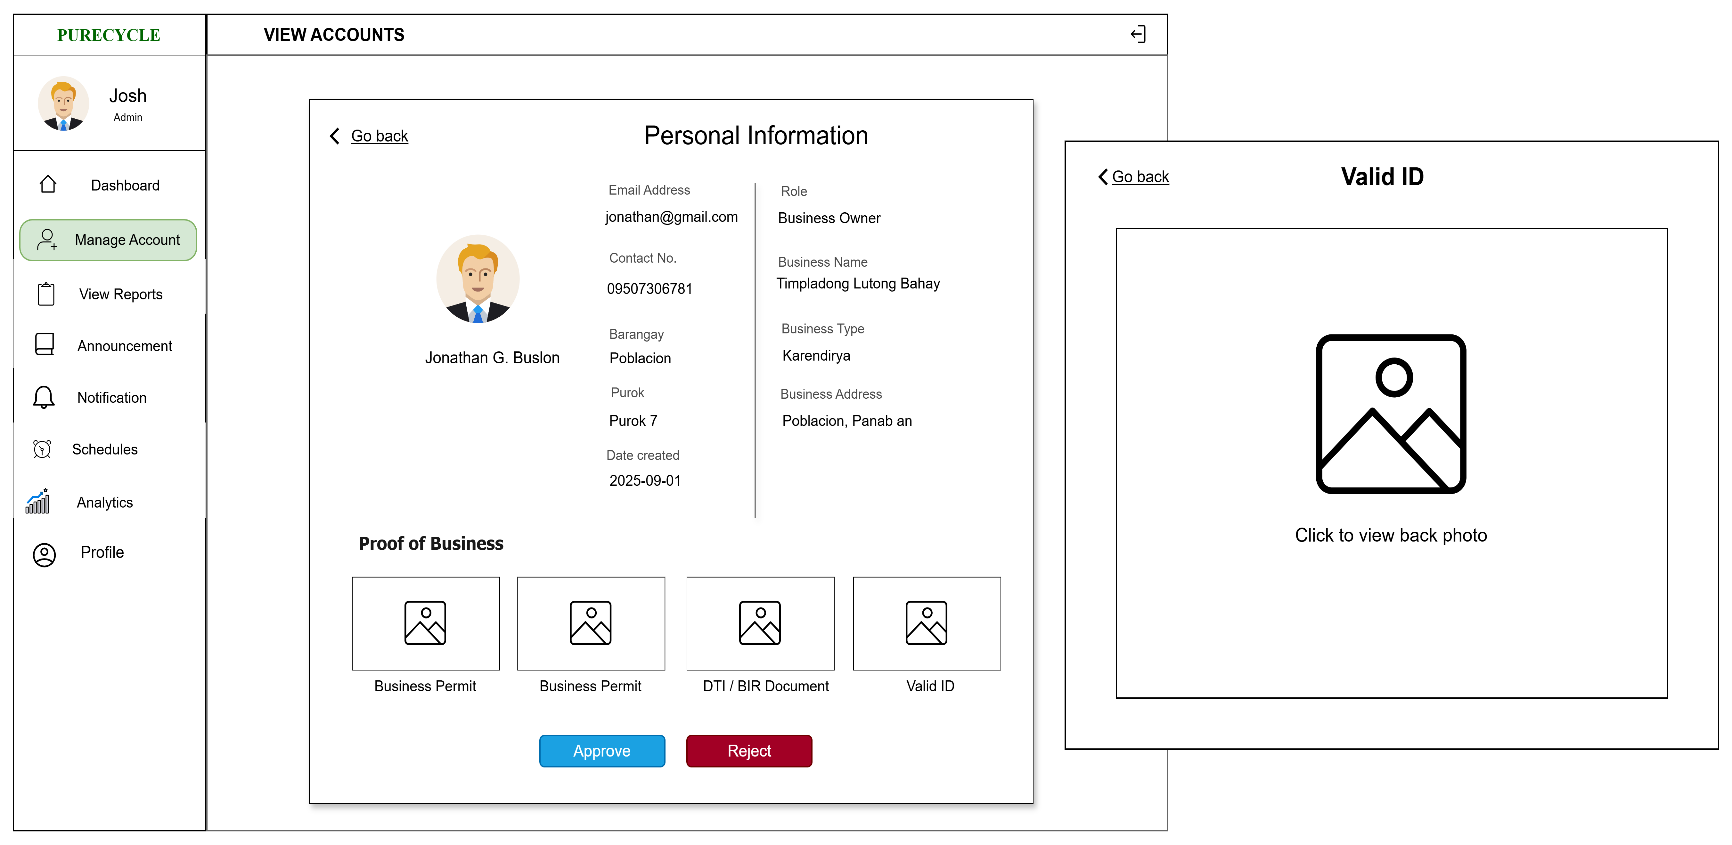 PURECYCLE
VIEW ACCOUNTS
Josh
Admin
Dashboard
Manage Account
View Reports
Announcement
Notification
Schedules
Analytics
Profile
Go back
Personal Information
Jonathan G. Buslon
Email Address
jonathan@gmail.com
Contact No.
09507306781
Barangay
Poblacion
Purok
Purok 7
Date created
2025-09-01
Role
Business Owner
Business Name
Timpladong Lutong Bahay
Business Type
Karendirya
Business Address
Poblacion, Panab an
Proof of Business
Business Permit
Business Permit
DTI / BIR Document
Valid ID
Approve
Reject
Go back
Valid ID
Click to view back photo